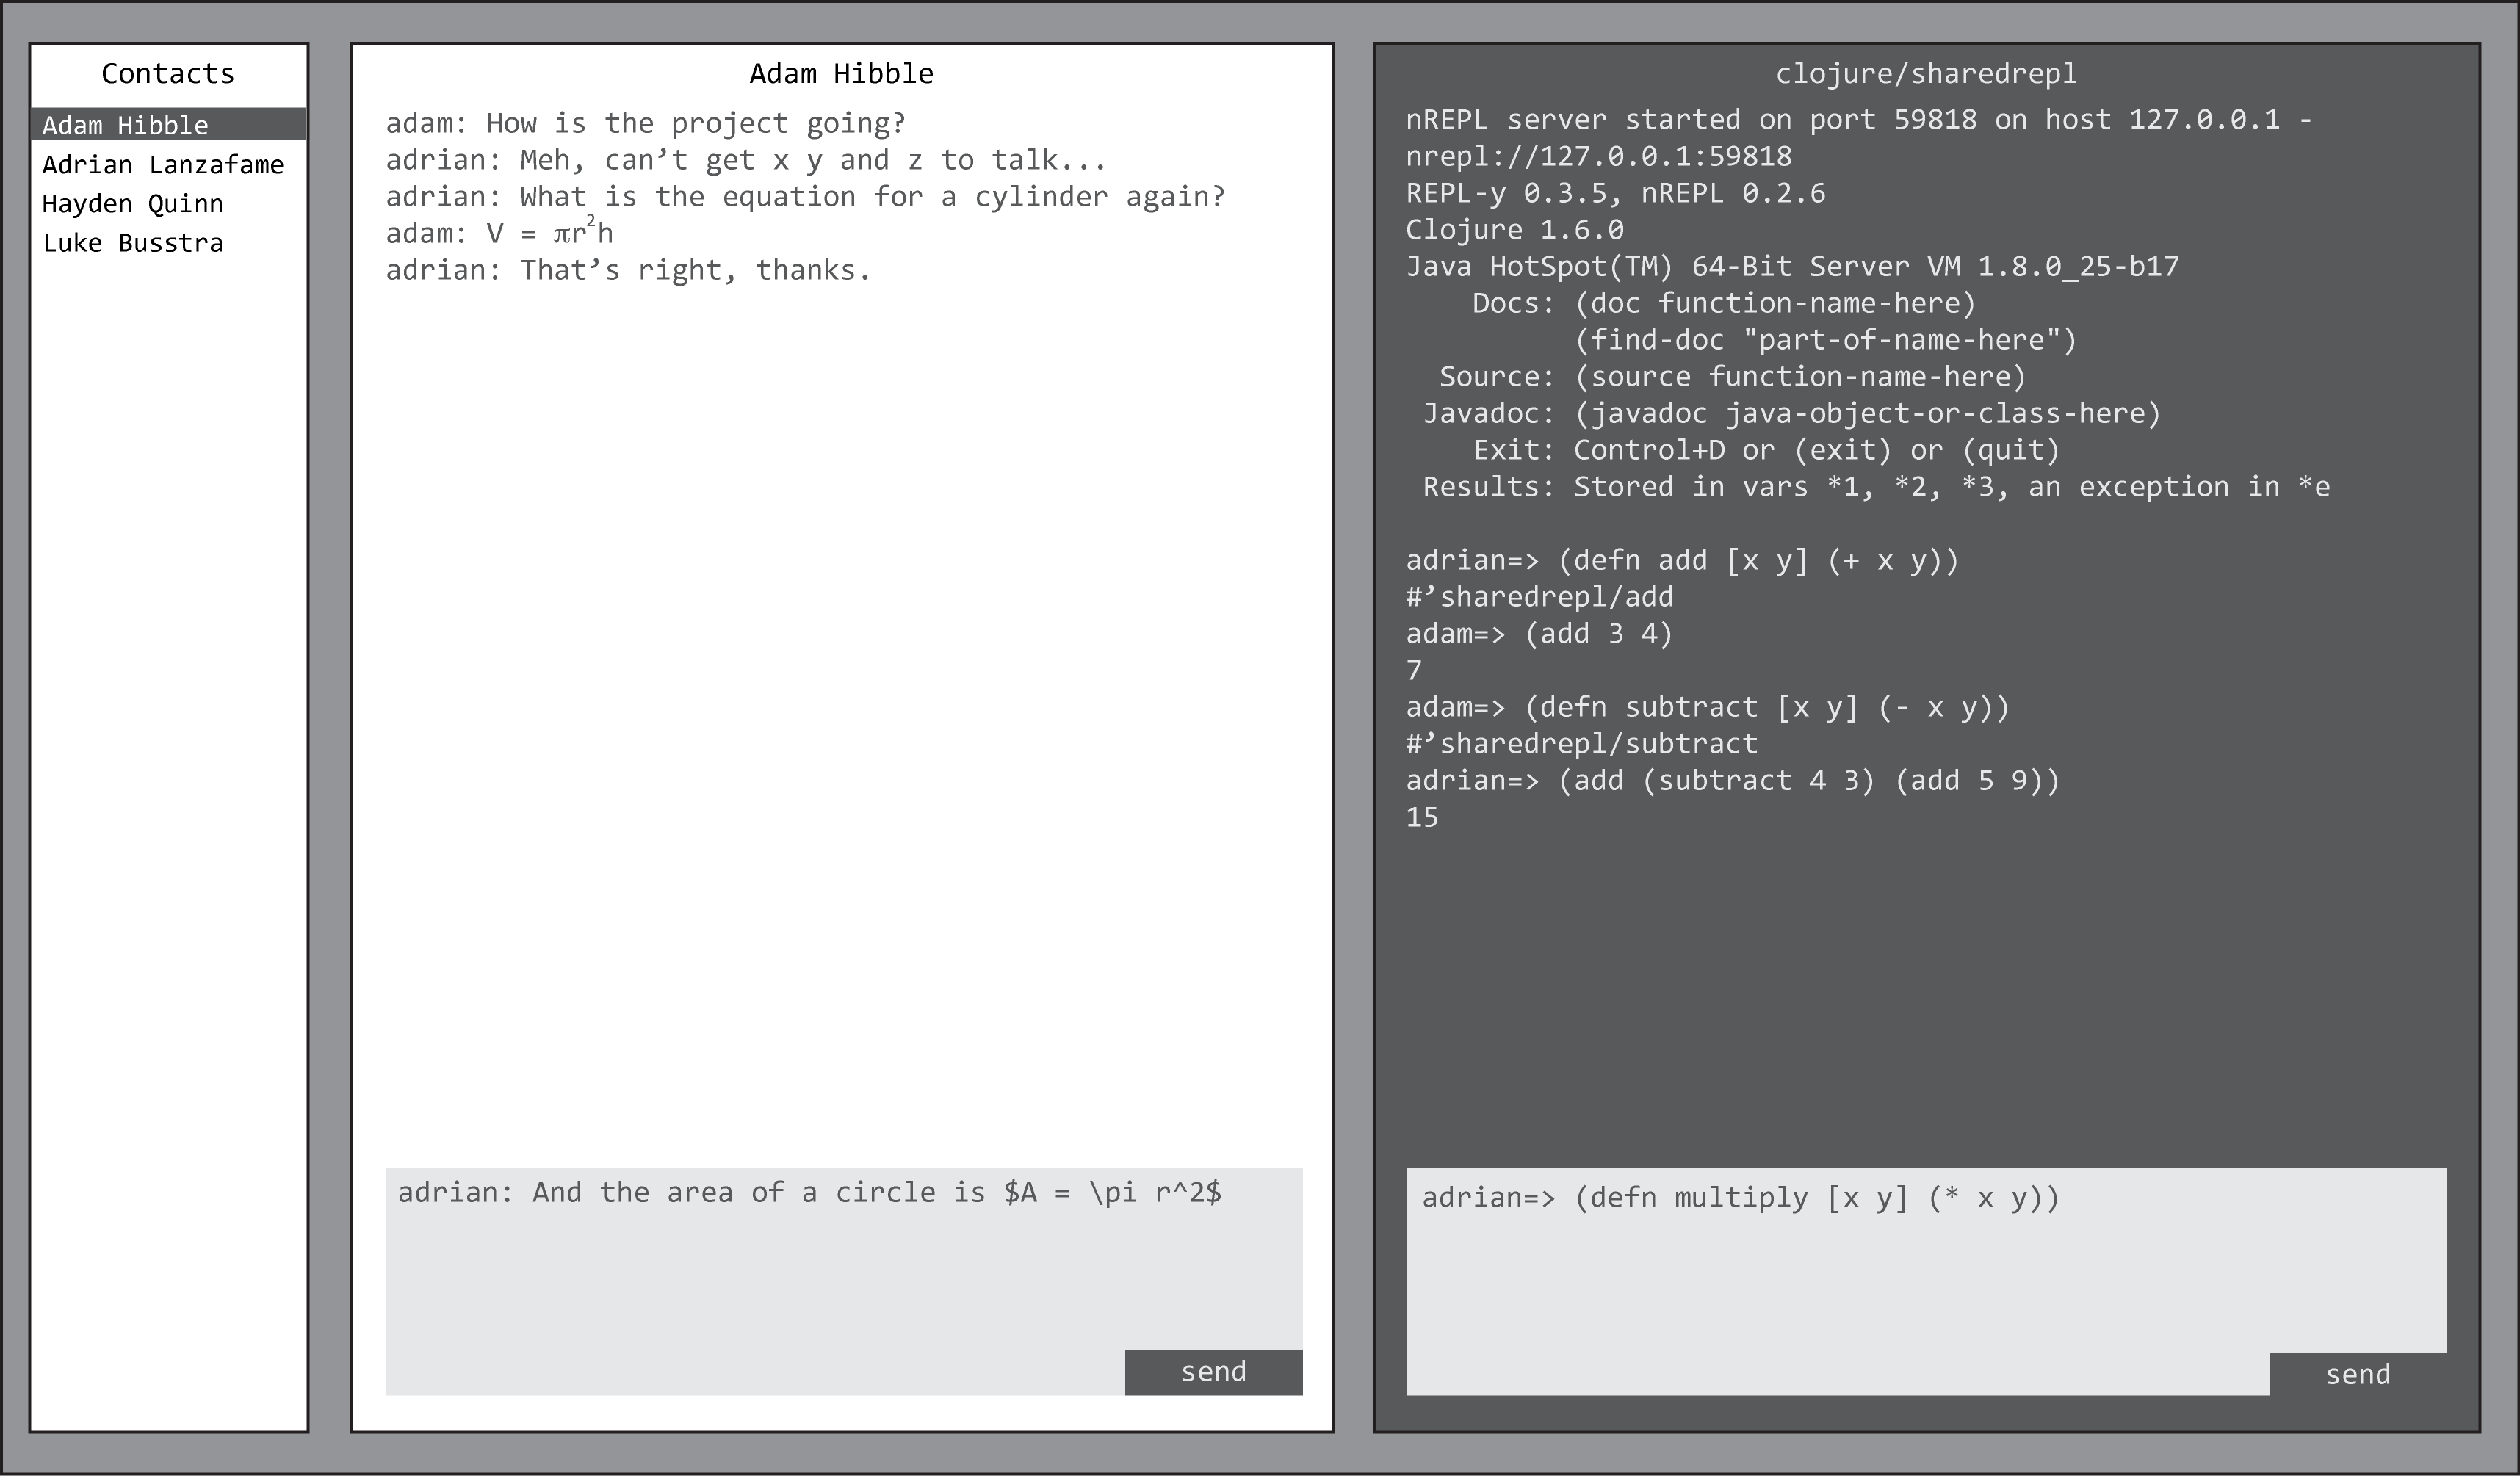 Contacts
Adam Hibble
Adrian Lanzafame
Hayden Quinn
Luke Busstra
Adam Hibble
adam: How is the project going?
adrian: Meh, can’t get x y and z to talk...
adrian: What is the equation for a cylinder again?
adam: V = πr²h
adrian: That’s right, thanks.
adrian: And the area of a circle is $A = \pi r^2$
send
clojure/sharedrepl
nREPL server started on port 59818 on host 127.0.0.1 -
nrepl://127.0.0.1:59818
REPL-y 0.3.5, nREPL 0.2.6
Clojure 1.6.0
Java HotSpot(TM) 64-Bit Server VM 1.8.0_25-b17
    Docs: (doc function-name-here)
          (find-doc "part-of-name-here")
  Source: (source function-name-here)
 Javadoc: (javadoc java-object-or-class-here)
    Exit: Control+D or (exit) or (quit)
 Results: Stored in vars *1, *2, *3, an exception in *e
adrian=> (defn add [x y] (+ x y))
#’sharedrepl/add
adam=> (add 3 4)
7
adam=> (defn subtract [x y] (- x y))
#’sharedrepl/subtract
adrian=> (add (subtract 4 3) (add 5 9))
15
adrian=> (defn multiply [x y] (* x y))
send